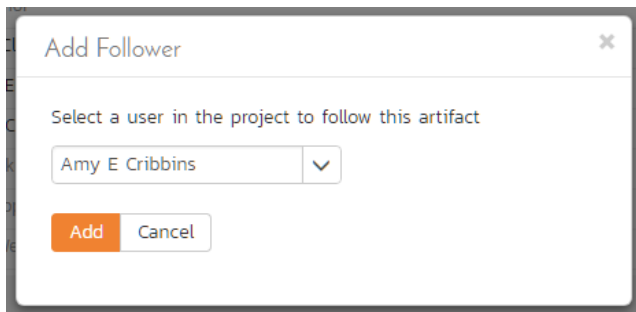 Add Follower
Select a user in the project to follow this artifact
Amy E Cribbins
Add Cancel